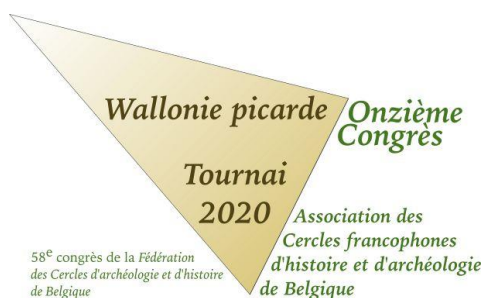 Wallonie picarde
Tournai
2020
Onzième
Congrès
Association des
Cercles francophones
d'histoire et d'archéologie
de Belgique
58e congrès de la Fédération
des Cercles d'archéologie et d'histoire
de Belgique